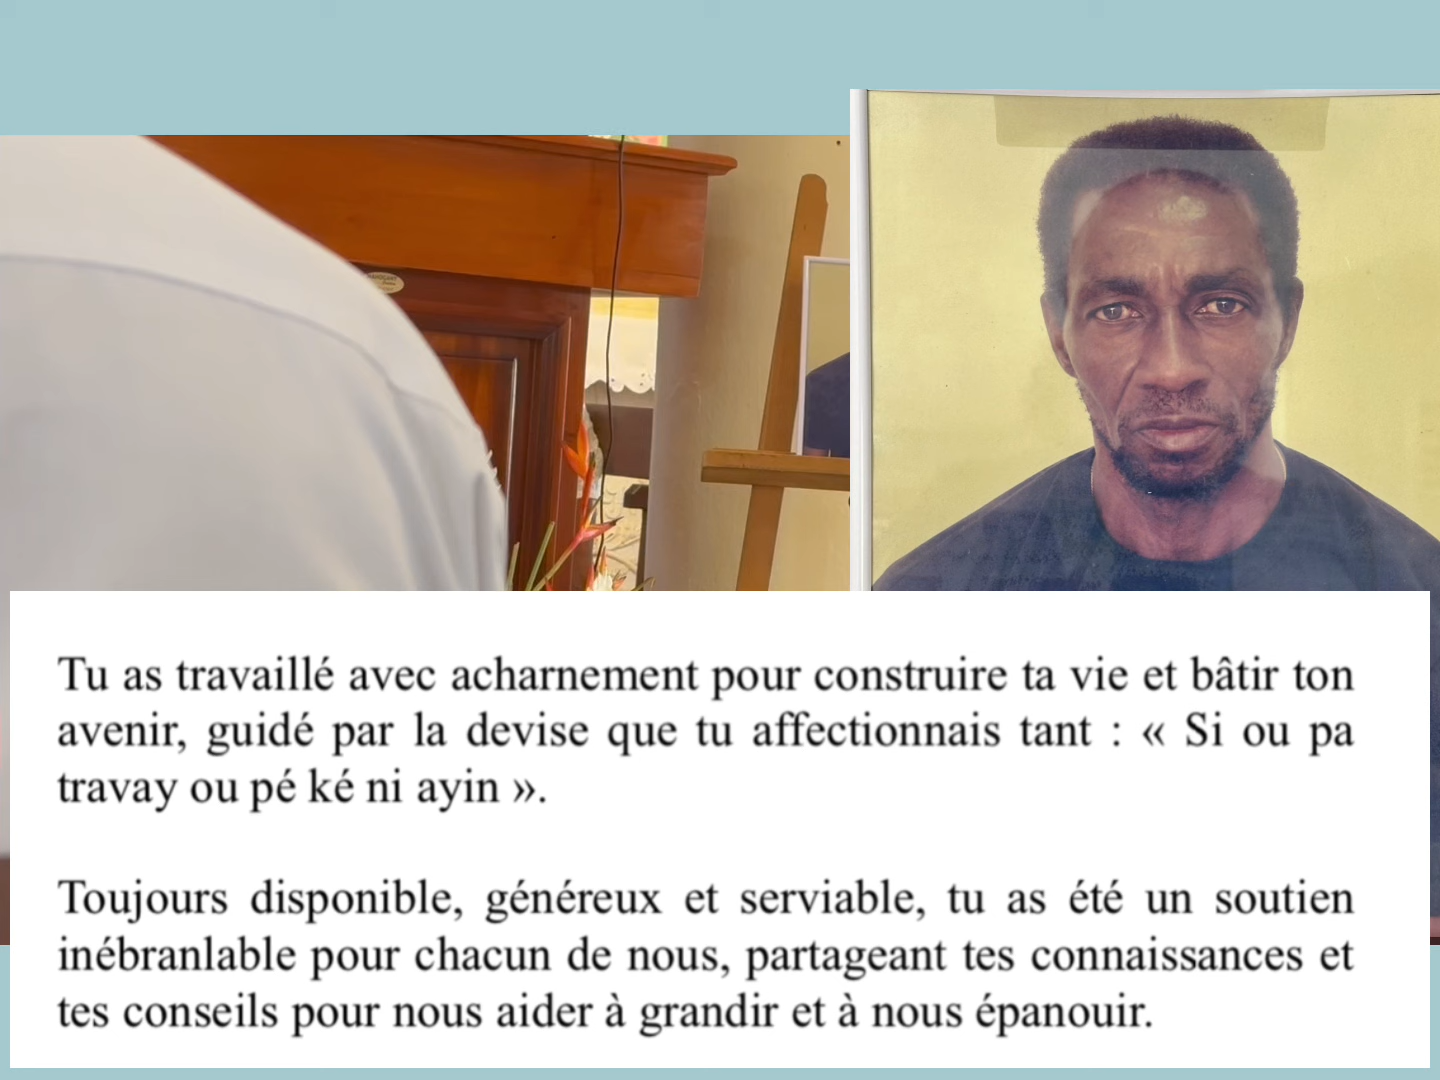 Tu as travaillé avec acharnement pour construire ta vie et bâtir ton
avenir, guidé par la devise que tu affectionnais tant : « Si ou pa
travay ou pé ké ni ayin ».
Toujours disponible, généreux et serviable, tu as été un soutien
inébranlable pour chacun de nous, partageant tes connaissances et
tes conseils pour nous aider à grandir et à nous épanouir.